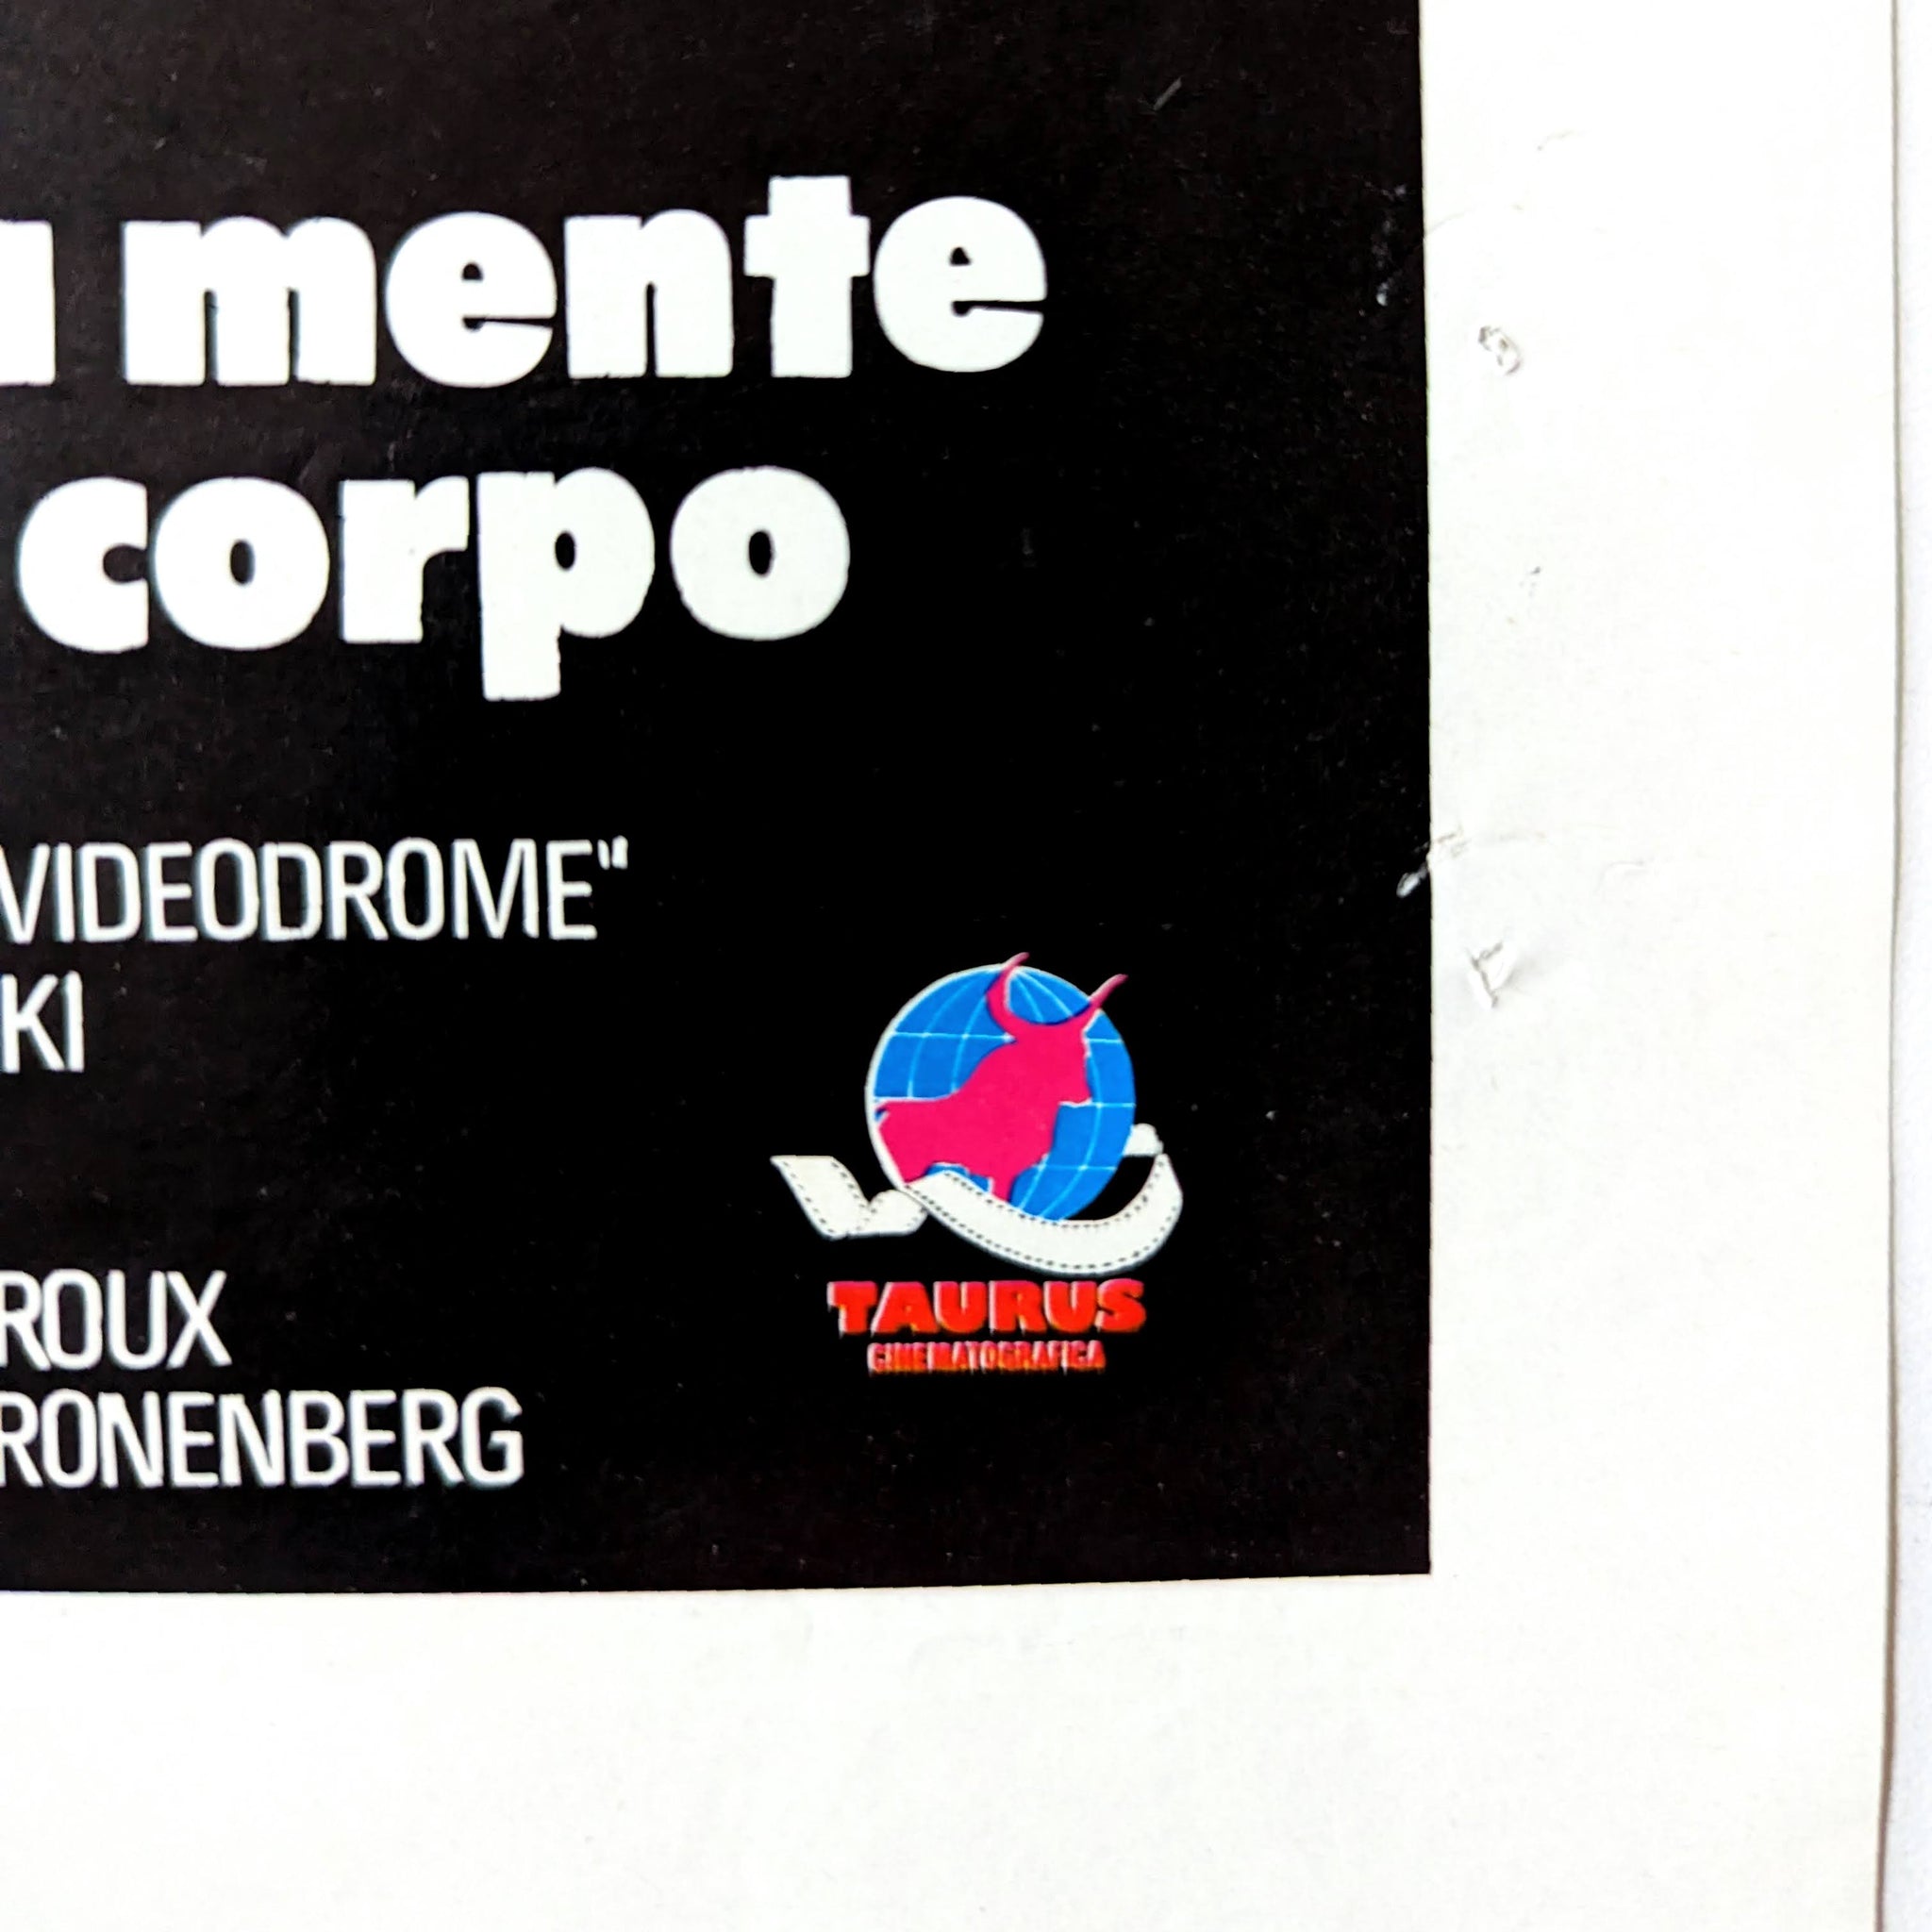 mente
corpo
VIDEODROME"
KI
ROUX
RONENBERG
TAURUS
CINEMATOGRAFICA